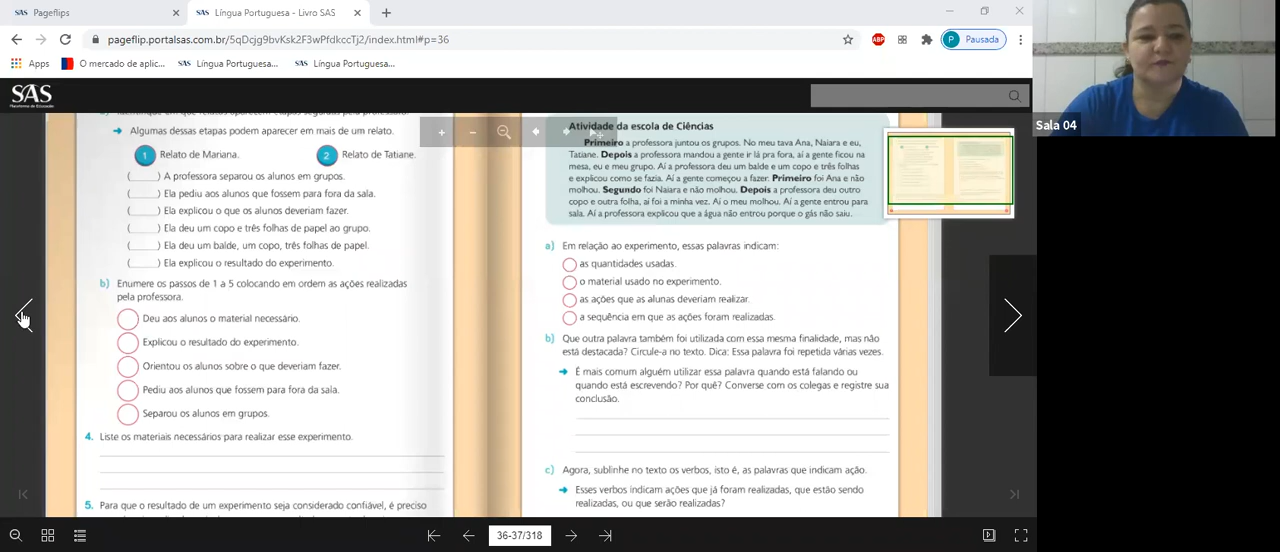 SAS Pageflips
SAS Língua Portuguesa - Livro SAS
pageflip.portalsas.com.br/5qDcjg9bvKsk2F3wPfdkccTj2/index.html#p=36
ABP
P Pausada
Apps
O mercado de aplic...
SAS Língua Portuguesa...
SAS Língua Portuguesa...
SAS
Plataforma de Educação
→ Algumas dessas etapas podem aparecer em mais de um relato.
1 Relato de Mariana.
2 Relato de Tatiane.
(____) A professora separou os alunos em grupos.
(____) Ela pediu aos alunos que fossem para fora da sala.
(____) Ela explicou o que os alunos deveriam fazer.
(____) Ela deu um copo e três folhas de papel ao grupo.
(____) Ela deu um balde, um copo, três folhas de papel.
(____) Ela explicou o resultado do experimento.
b) Enumere os passos de 1 a 5 colocando em ordem as ações realizadas
pela professora.
Deu aos alunos o material necessário.
Explicou o resultado do experimento.
Orientou os alunos sobre o que deveriam fazer.
Pediu aos alunos que fossem para fora da sala.
Separou os alunos em grupos.
4. Liste os materiais necessários para realizar esse experimento.
5. Para que o resultado de um experimento seja considerado confiável, é preciso
Atividade da escola de Ciências
Primeiro a professora juntou os grupos. No meu tava Ana, Naiara e eu,
Tatiane. Depois a professora mandou a gente ir lá pra fora, aí a gente ficou na
mesa, eu e meu grupo. Aí a professora deu um balde e um copo e três folhas
e explicou como se fazia. Aí a gente começou a fazer. Primeiro foi Ana e não
molhou. Segundo foi Naiara e não molhou. Depois a professora deu outro
copo e outra folha, aí foi a minha vez. Aí o meu molhou. Aí a gente entrou para
sala. Aí a professora explicou que a água não entrou porque o gás não saiu.
a) Em relação ao experimento, essas palavras indicam:
as quantidades usadas.
o material usado no experimento.
as ações que as alunas deveriam realizar.
a sequência em que as ações foram realizadas.
b) Que outra palavra também foi utilizada com essa mesma finalidade, mas não
está destacada? Circule-a no texto. Dica: Essa palavra foi repetida várias vezes.
→ É mais comum alguém utilizar essa palavra quando está falando ou
quando está escrevendo? Por quê? Converse com os colegas e registre sua
conclusão.
c) Agora, sublinhe no texto os verbos, isto é, as palavras que indicam ação.
→ Esses verbos indicam ações que já foram realizadas, que estão sendo
realizadas, ou que serão realizadas?
36-37/318
Sala 04